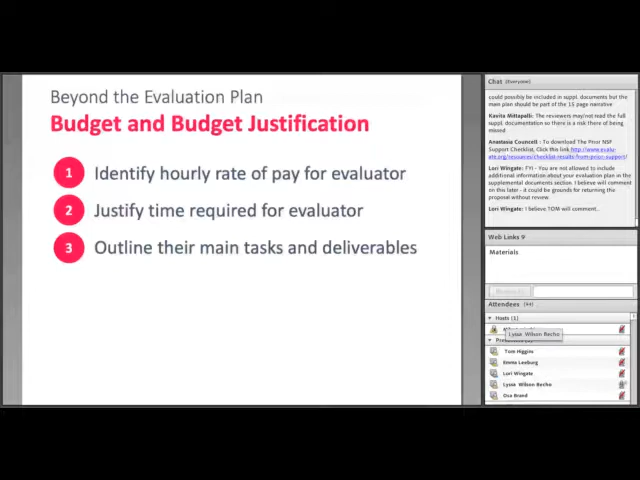 Beyond the Evaluation Plan
Budget and Budget Justification
1 Identify hourly rate of pay for evaluator
2 Justify time required for evaluator
3 Outline their main tasks and deliverables
Chat (Everyone)
could possibly be included in suppl. documents but the
main plan should be part of the 15 page narrative
Kavita Mittapalli: The reviewers may not read the full
suppl. documentation so there is a risk there of being
missed
Anastasia Councell: To download The Prior NSF
Support Checklist, Click this link
Lori Wingate: FYI - You are not allowed to include
additional information about your evaluation plan in the
supplemental documents section. I believe will comment
on this later - it could be grounds for returning the
proposal without review.
Lori Wingate: I believe TOM will comment...
Web Links 9
Materials
Attendees
Hosts (1)
Lyssa Wilson Becho
Tom Higgins
Emma Leeburg
Lori Wingate
Lyssa Wilson Becho
Osa Brand